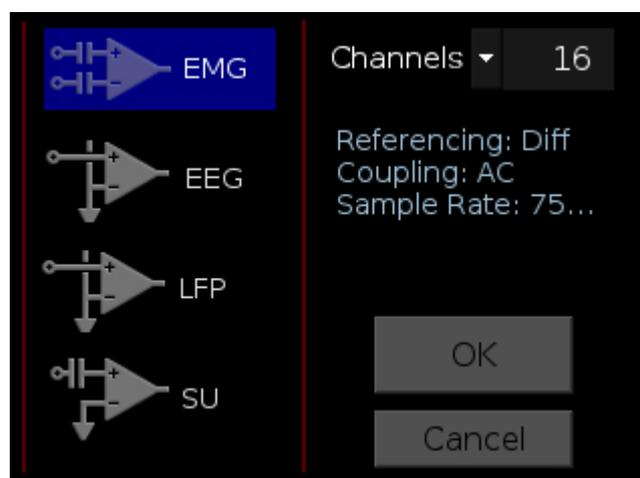 EMG
EEG
LFP
SU
Channels 16
Referencing: Diff
Coupling: AC
Sample Rate: 75...
OK
Cancel